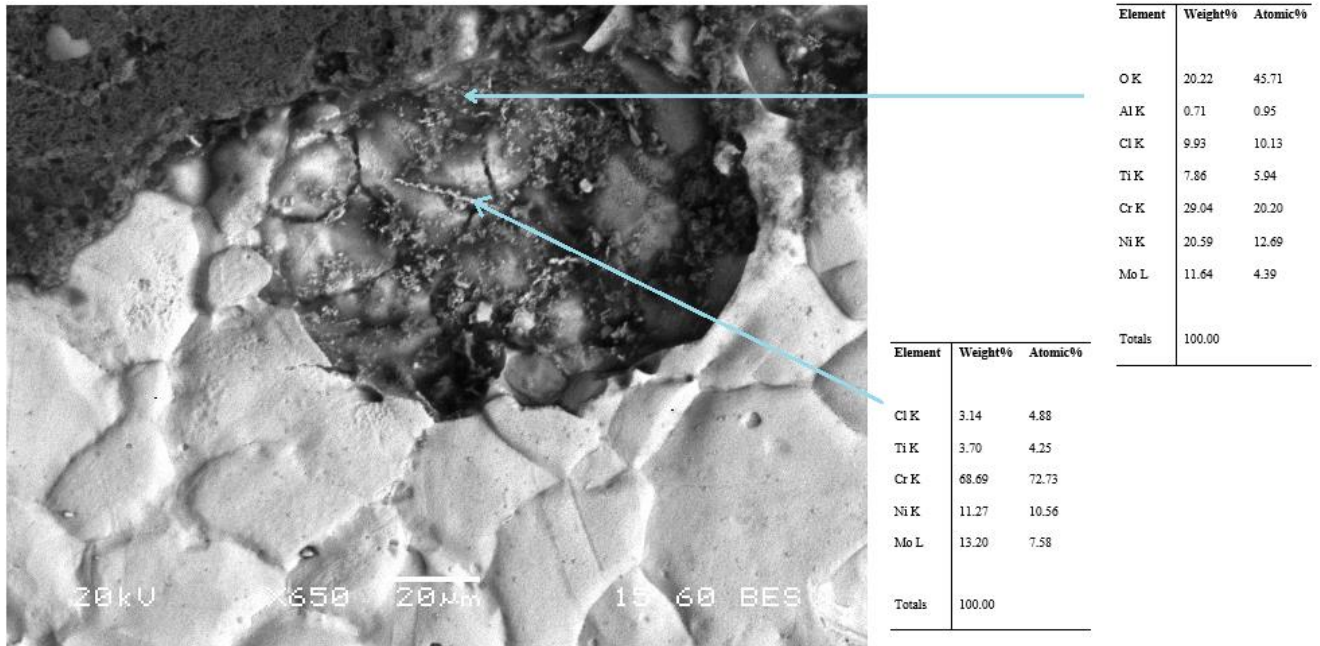 Element Weight% Atomic%
O K 20.22 45.71
Al K 0.71 0.95
Cl K 9.93 10.13
Ti K 7.86 5.94
Cr K 29.04 20.20
Ni K 20.59 12.69
Mo L 11.64 4.39
Totals 100.00
Element Weight% Atomic%
Cl K 3.14 4.88
Ti K 3.70 4.25
Cr K 68.69 72.73
Ni K 11.27 10.56
Mo L 13.20 7.58
Totals 100.00
20kV X650 20µm 15 60 BES